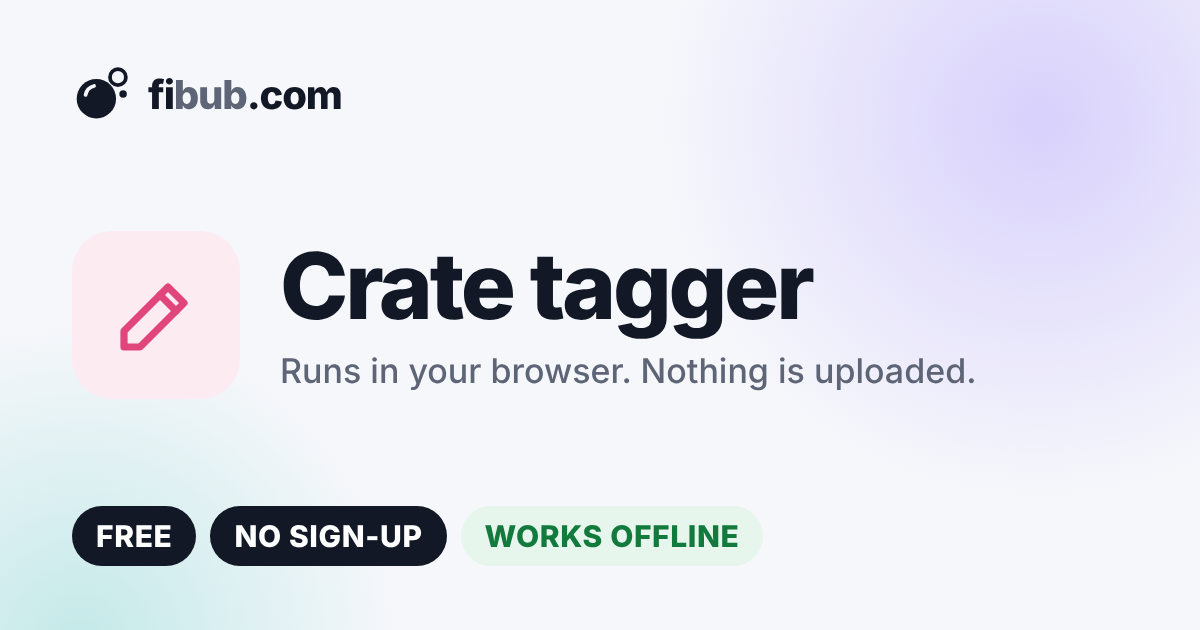 fibub.com
Crate tagger
Runs in your browser. Nothing is uploaded.
FREE NO SIGN-UP WORKS OFFLINE